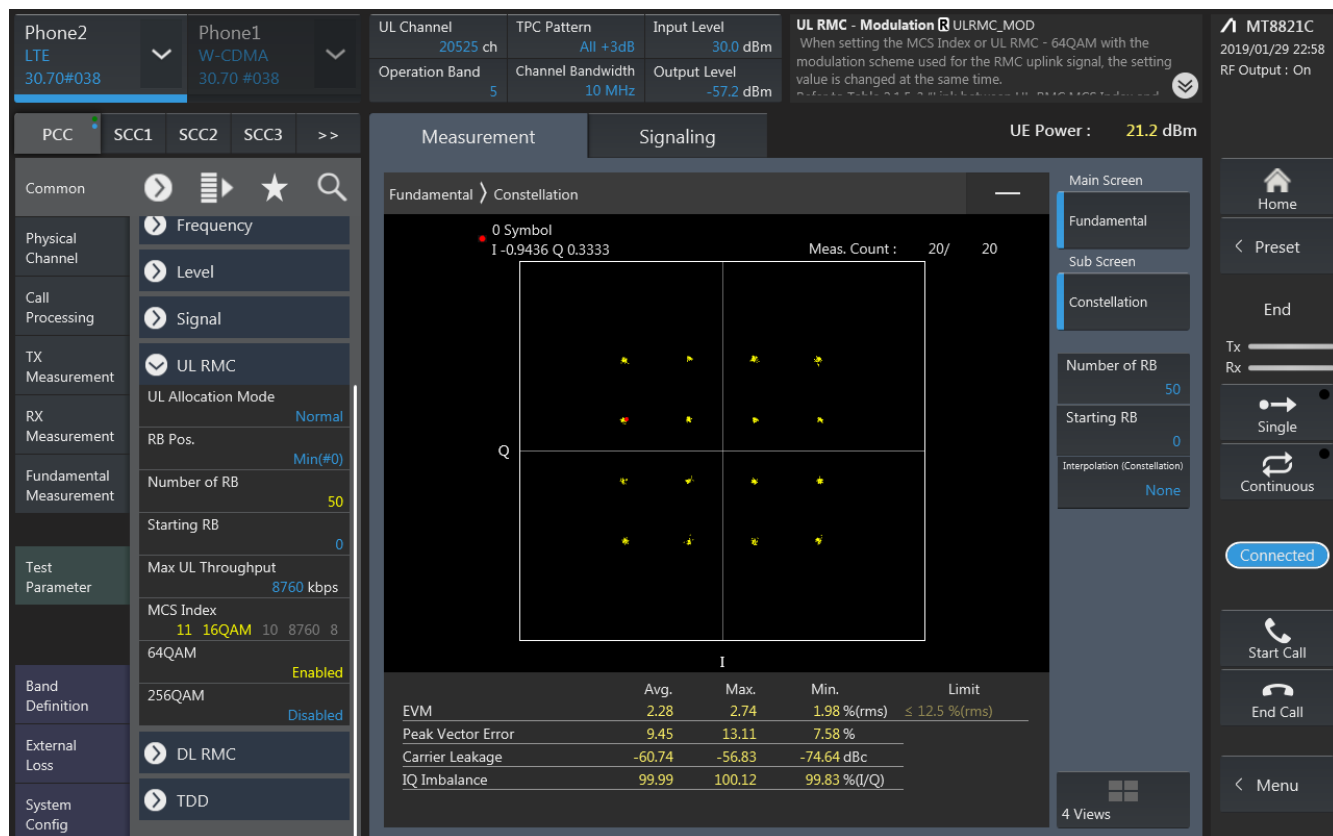 Phone2
LTE
30.70#038
Phone1
W-CDMA
30.70 #038
UL Channel
20525 ch
TPC Pattern
All +3dB
Input Level
30.0 dBm
Operation Band
5
Channel Bandwidth
10 MHz
Output Level
-57.2 dBm
UL RMC - Modulation R ULRMC_MOD
When setting the MCS Index or UL RMC - 64QAM with the
modulation scheme used for the RMC uplink signal, the setting
value is changed at the same time.
MT8821C
2019/01/29 22:58
RF Output : On
PCC SCC1 SCC2 SCC3 >>
Measurement
Signaling
UE Power : 21.2 dBm
Common
Physical
Channel
Call
Processing
TX
Measurement
RX
Measurement
Fundamental
Measurement
Test
Parameter
Band
Definition
External
Loss
System
Config
Frequency
Level
Signal
UL RMC
UL Allocation Mode
Normal
RB Pos.
Min(#0)
Number of RB
50
Starting RB
0
Max UL Throughput
8760 kbps
MCS Index
11 16QAM 10 8760 8
64QAM
Enabled
256QAM
Disabled
DL RMC
TDD
Fundamental 〉 Constellation
0 Symbol
I -0.9436 Q 0.3333
Meas. Count : 20/ 20
Q
I
Avg. Max. Min. Limit
EVM 2.28 2.74 1.98 %(rms) ≤ 12.5 %(rms)
Peak Vector Error 9.45 13.11 7.58 %
Carrier Leakage -60.74 -56.83 -74.64 dBc
IQ Imbalance 99.99 100.12 99.83 %(I/Q)
Main Screen
Fundamental
Sub Screen
Constellation
Number of RB
50
Starting RB
0
Interpolation (Constellation)
None
4 Views
Home
< Preset
End
Tx
Rx
Single
Continuous
Connected
Start Call
End Call
< Menu